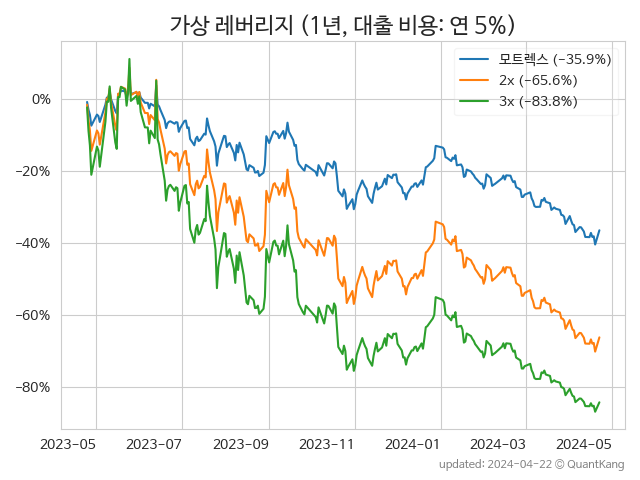 가상 레버리지 (1년, 대출 비용: 연 5%)
모트렉스 (−35.9%)
2x (−65.6%)
3x (−83.8%)
0%
−20%
−40%
−60%
−80%
2023−05 2023−07 2023−09 2023−11 2024−01 2024−03 2024−05
updated: 2024−04−22 © QuantKang